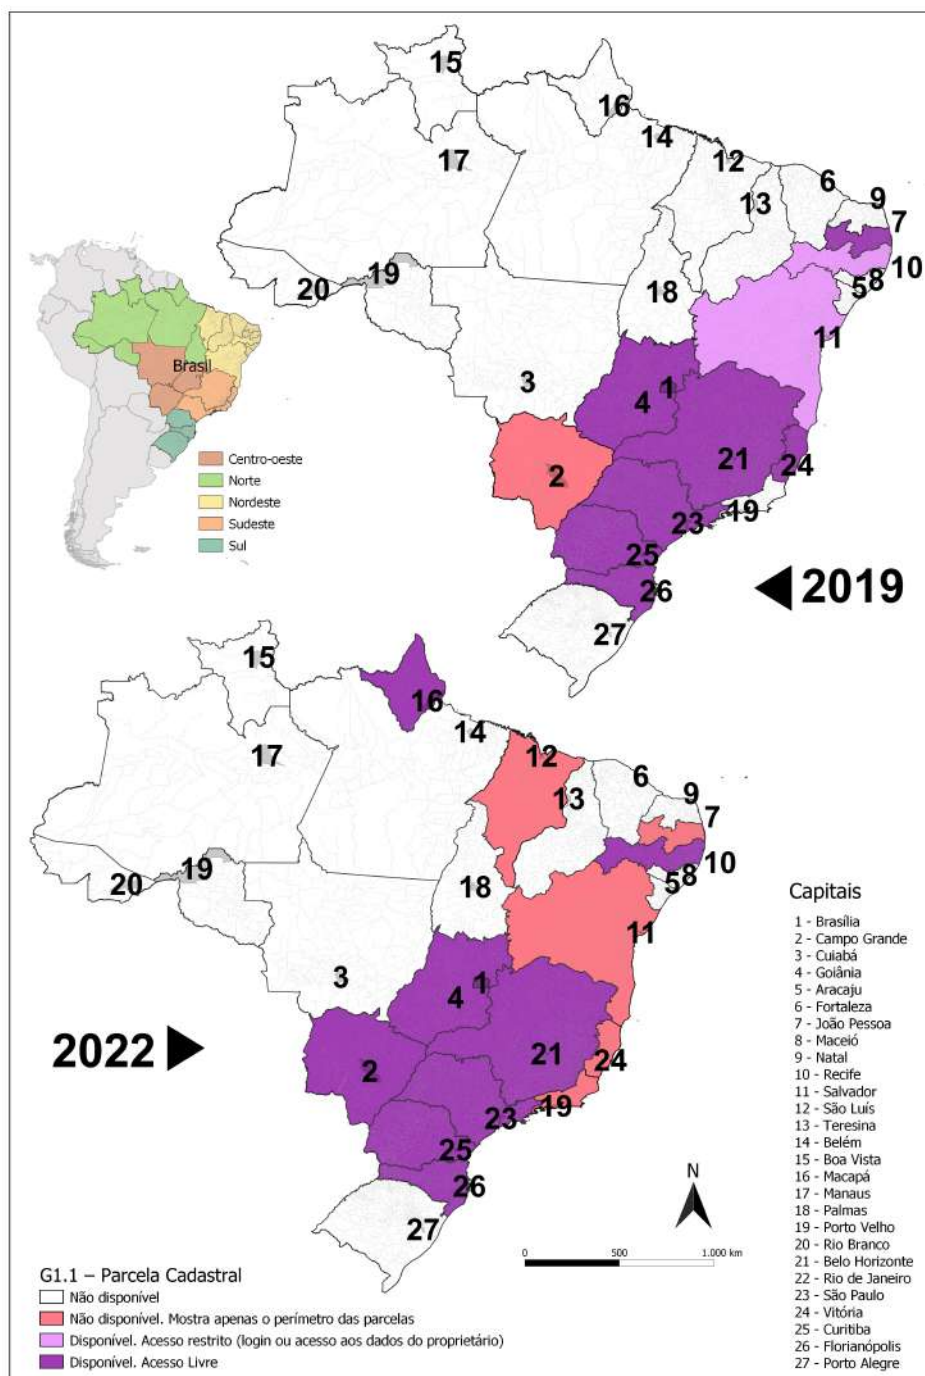 15
16
14
17
12
6
13
9
7
10
8
5
19
20
18
11
3
1
4
2
21
24
19
23
25
26
27
2019
Brasil
Centro-oeste
Norte
Nordeste
Sudeste
Sul
15
16
14
17
12
6
13
9
7
10
8
5
19
20
18
11
3
1
4
2
21
24
19
23
25
26
27
2022
N
0 500 1.000 km
Capitais
1 - Brasília
2 - Campo Grande
3 - Cuiabá
4 - Goiânia
5 - Aracaju
6 - Fortaleza
7 - João Pessoa
8 - Maceió
9 - Natal
10 - Recife
11 - Salvador
12 - São Luís
13 - Teresina
14 - Belém
15 - Boa Vista
16 - Macapá
17 - Manaus
18 - Palmas
19 - Porto Velho
20 - Rio Branco
21 - Belo Horizonte
22 - Rio de Janeiro
23 - São Paulo
24 - Vitória
25 - Curitiba
26 - Florianópolis
27 - Porto Alegre
G1.1 – Parcela Cadastral
Não disponível
Não disponível. Mostra apenas o perímetro das parcelas
Disponível. Acesso restrito (login ou acesso aos dados do proprietário)
Disponível. Acesso Livre